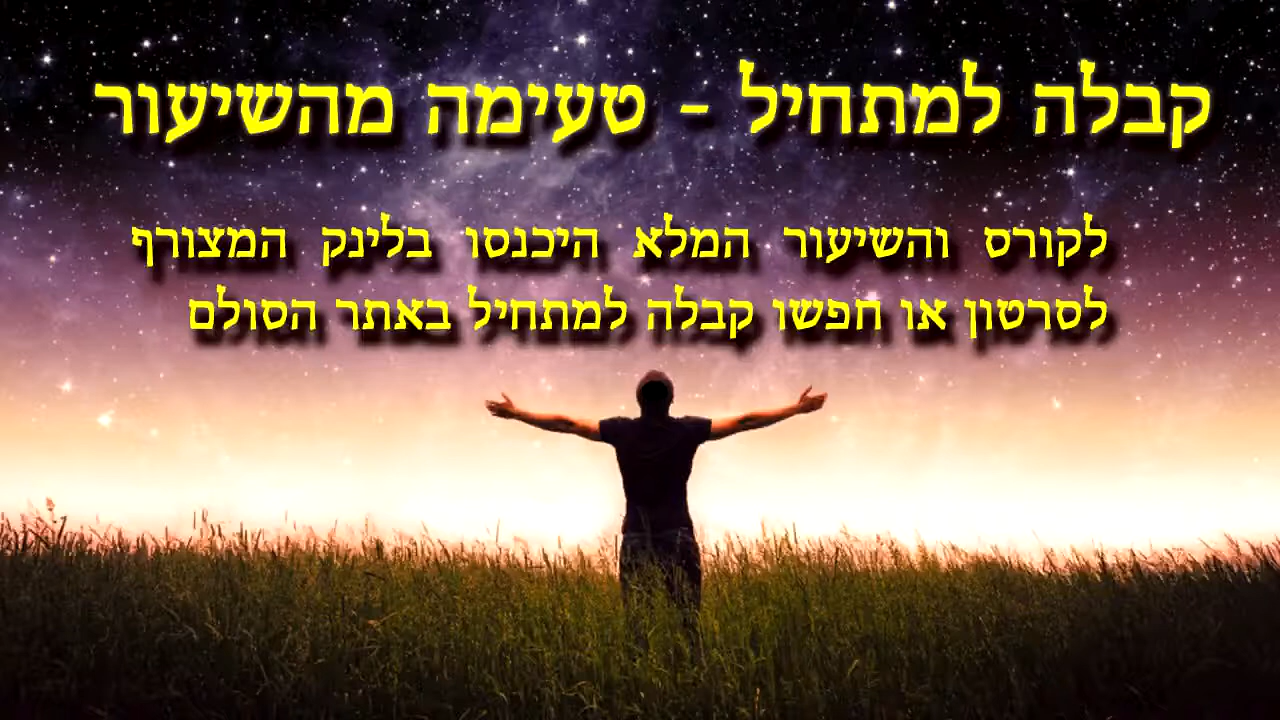 קבלה למתחיל - טעימה מהשיעור
לקורס והשיעור המלא היכנסו בלינק המצורף
לסרטון או חפשו קבלה למתחיל באתר הסולם